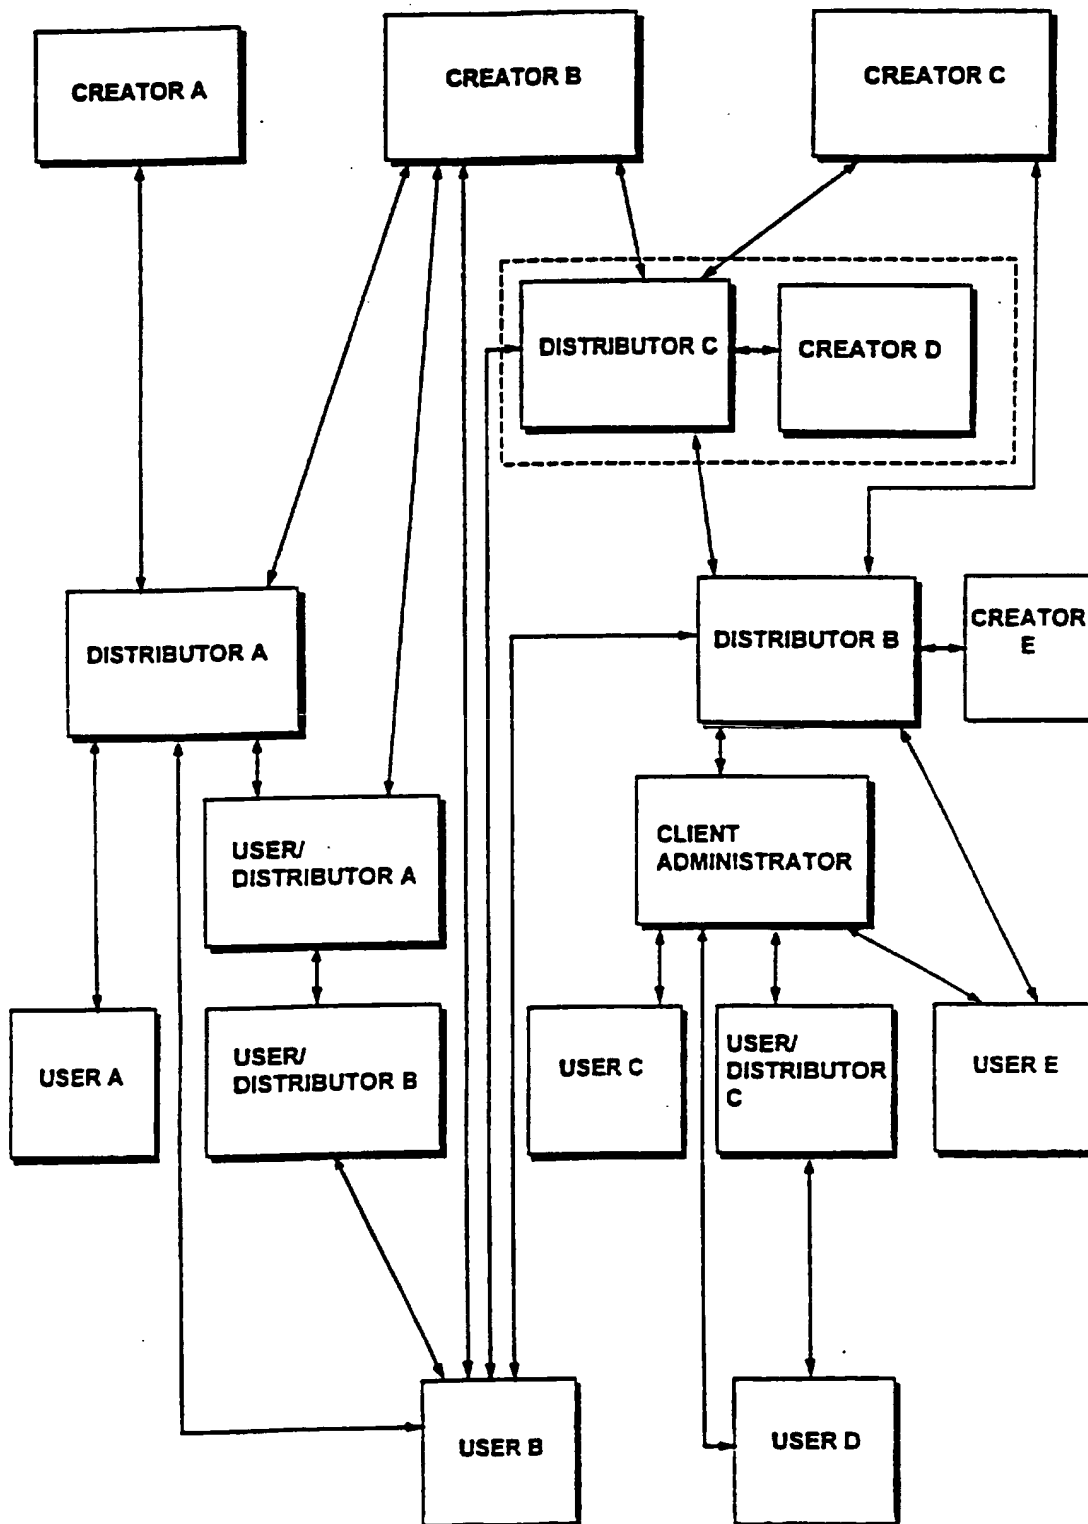 CREATOR A
CREATOR B
CREATOR C
DISTRIBUTOR C
CREATOR D
DISTRIBUTOR A
DISTRIBUTOR B
CREATOR
E
USER/
DISTRIBUTOR A
CLIENT
ADMINISTRATOR
USER A
USER/
DISTRIBUTOR B
USER C
USER/
DISTRIBUTOR
C
USER E
USER B
USER D